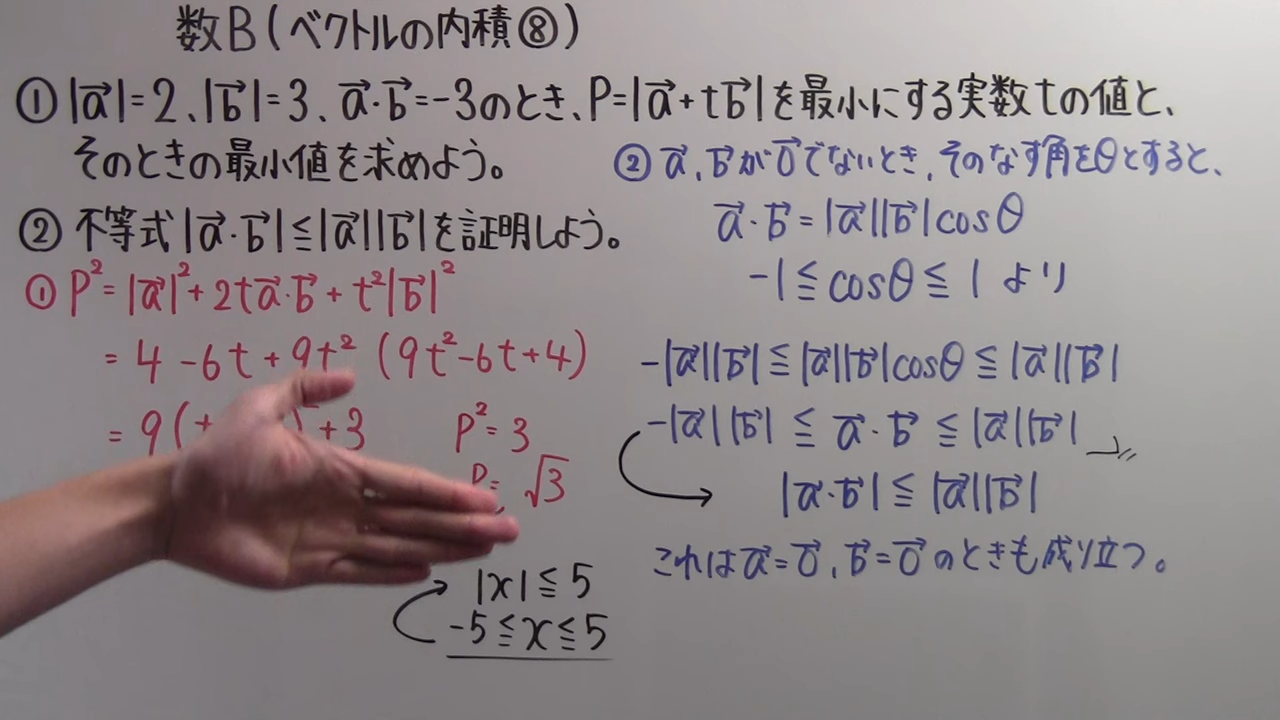 数B(ベクトルの内積⑧)
① |a⃗|=2、|b⃗|=3、a⃗・b⃗=-3のとき、P=|a⃗+tb⃗|を最小にする実数tの値と、
そのときの最小値を求めよう。
② 不等式|a⃗・b⃗|≦|a⃗||b⃗|を証明しよう。
① P²=|a⃗|²+2ta⃗・b⃗+t²|b⃗|²
= 4-6t+9t² (9t²-6t+4)
= 9(t )²+3
P²=3
P=√3
|x|≦5
-5≦x≦5
② a⃗,b⃗が0⃗でないとき,そのなす角をθとすると、
a⃗・b⃗=|a⃗||b⃗|cosθ
-1≦cosθ≦1より
-|a⃗||b⃗|≦|a⃗||b⃗|cosθ≦|a⃗||b⃗|
-|a⃗||b⃗|≦a⃗・b⃗≦|a⃗||b⃗|
|a⃗・b⃗|≦|a⃗||b⃗|
これはa⃗=0⃗,b⃗=0⃗のときも成り立つ。